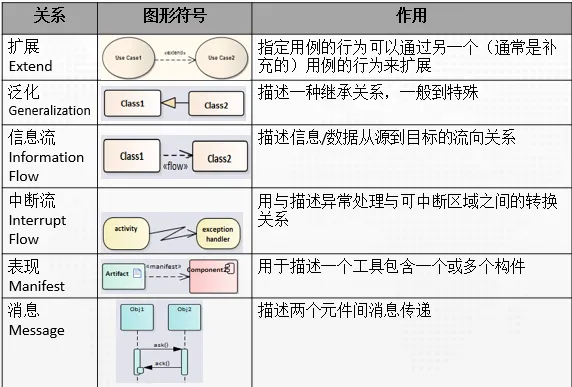 关系
图形符号
作用
扩展
Extend
Use Case1
«extend»
Use Case2
指定用例的行为可以通过另一个（通常是补
充的）用例的行为来扩展
泛化
Generalization
Class1
Class2
描述一种继承关系，一般到特殊
信息流
Information
Flow
Class1
«flow»
Class2
描述信息/数据从源到目标的流向关系
中断流
Interrupt
Flow
activity
exception
handler
用与描述异常处理与可中断区域之间的转换
关系
表现
Manifest
Artifact
«manifest»
Component2
用于描述一个工具包含一个或多个构件
消息
Message
Obj1
Obj2
ask()
ack()
描述两个元件间消息传递